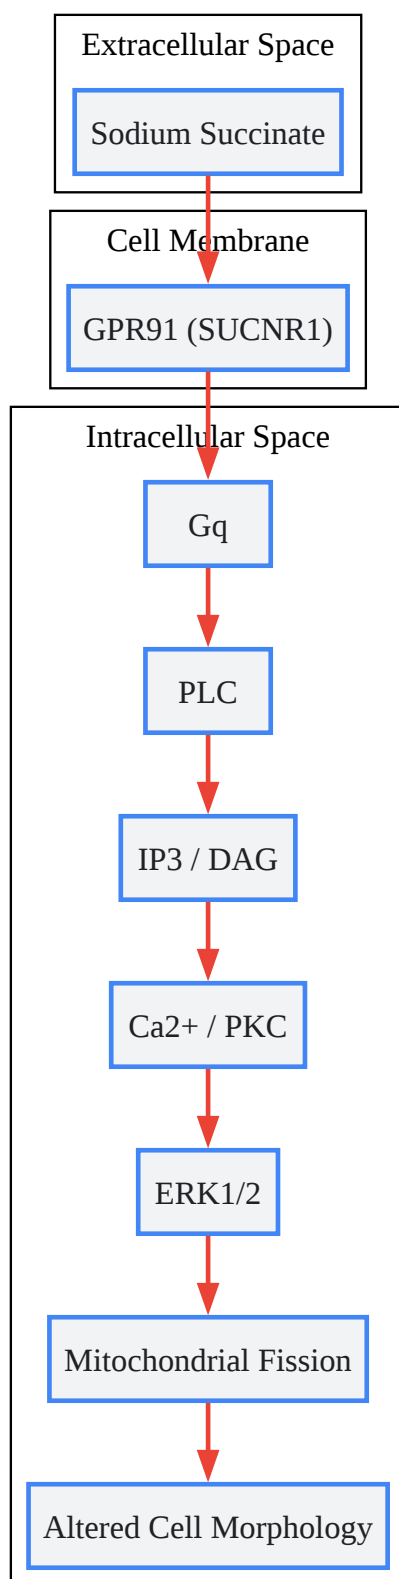 Extracellular Space
Sodium Succinate
Cell Membrane
GPR91 (SUCNR1)
Intracellular Space
Gq
PLC
IP3 / DAG
Ca2+ / PKC
ERK1/2
Mitochondrial Fission
Altered Cell Morphology